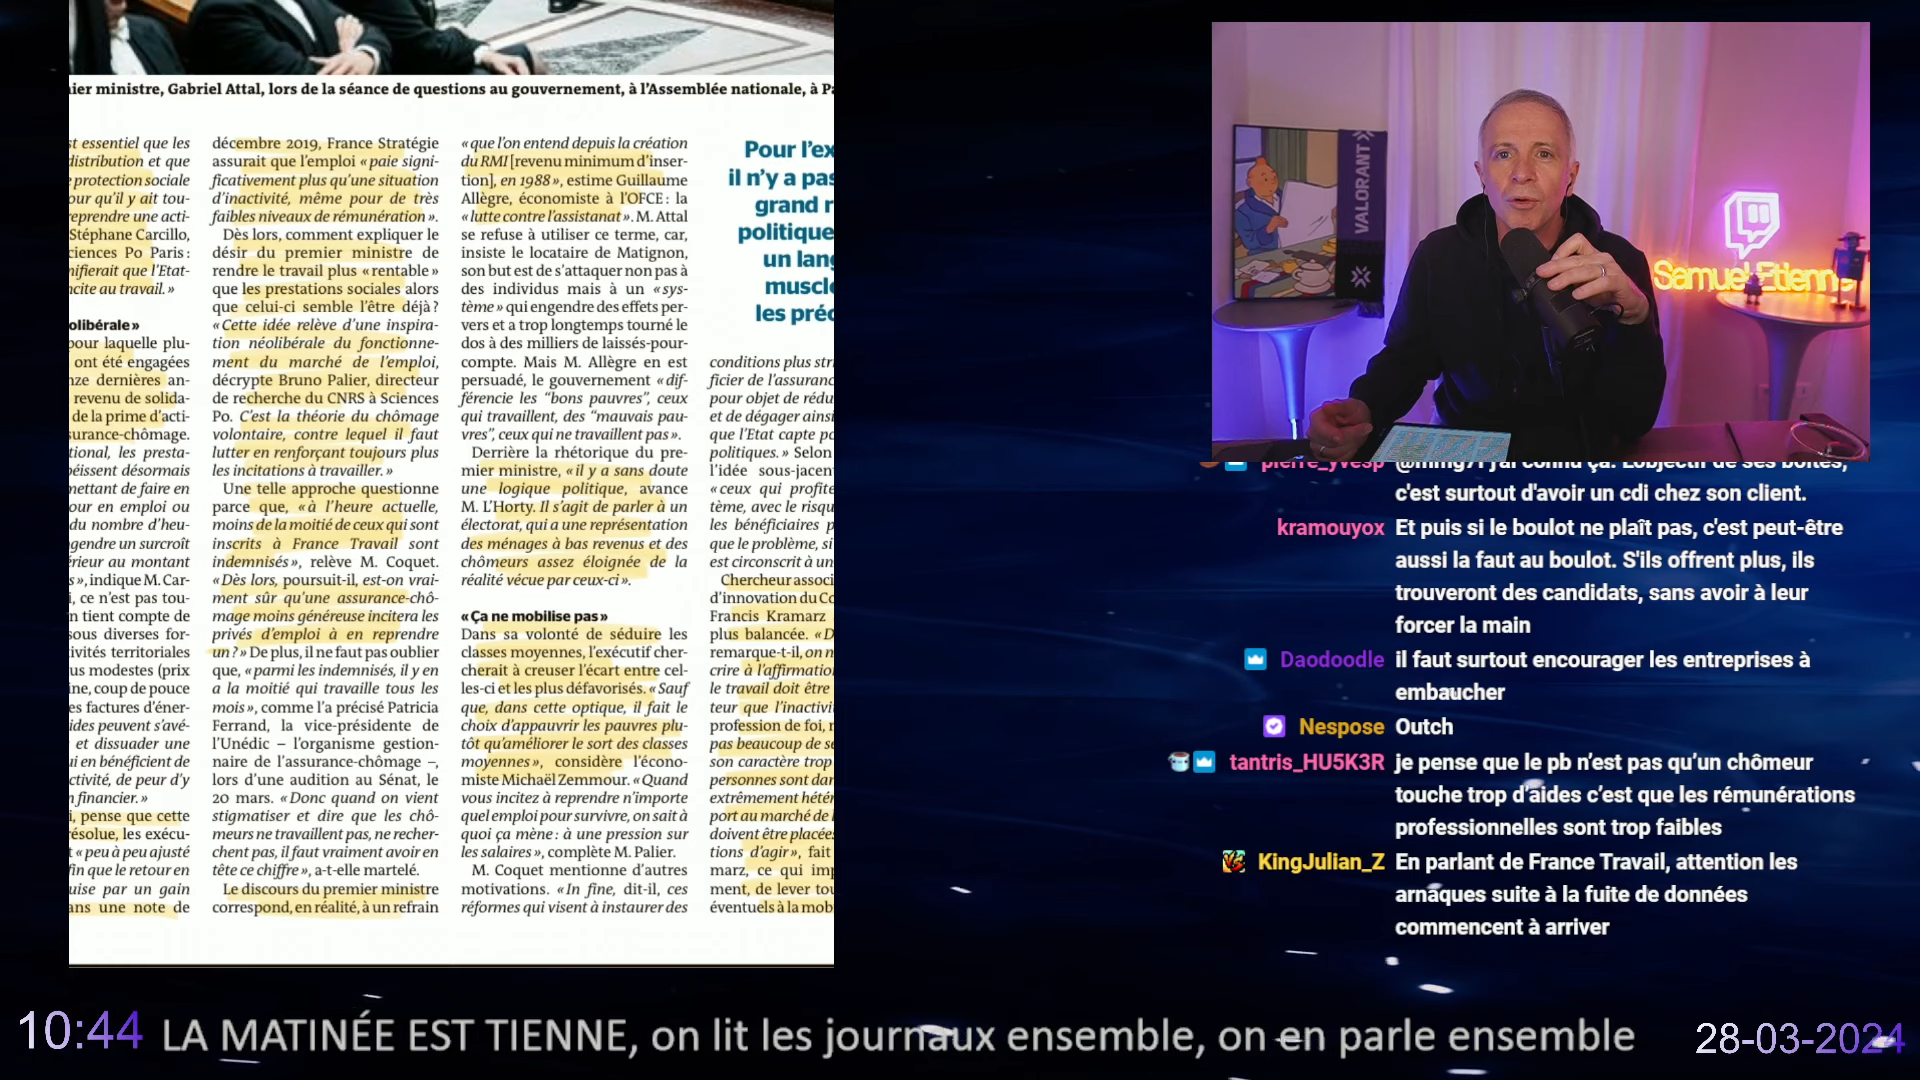 ier ministre, Gabriel Attal, lors de la séance de questions au gouvernement, à l'Assemblée nationale, à
st essentiel que les
distribution et que
protection sociale
our qu'il y ait tou-
reprendre une acti-
Stéphane Carcillo,
ciences Po Paris :
nifierait que l'Etat-
ncite au travail. »
olibérale »
pour laquelle plu-
ont été engagées
nze dernières an-
revenu de solida-
de la prime d'acti-
surance-chômage.
tional, les presta-
béissent désormais
mettant de faire en
our en emploi ou
du nombre d'heu-
gendre un surcroît
rieur au montant
s », indique M. Car-
i, ce n'est pas tou-
n tient compte de
sous diverses for-
ivités territoriales
us modestes (prix
ine, coup de pouce
es factures d'éner-
ides peuvent s'avé-
et dissuader une
ui en bénéficient de
ctivité, de peur d'y
n financier. »
i, pense que cette
résolue, les exécu-
t « peu à peu ajusté
fin que le retour en
uise par un gain
ans une note de
décembre 2019, France Stratégie
assurait que l'emploi « paie signi-
ficativement plus qu'une situation
d'inactivité, même pour de très
faibles niveaux de rémunération ».
Dès lors, comment expliquer le
désir du premier ministre de
rendre le travail plus « rentable »
que les prestations sociales alors
que celui-ci semble l'être déjà ?
« Cette idée relève d'une inspira-
tion néolibérale du fonctionne-
ment du marché de l'emploi,
décrypte Bruno Palier, directeur
de recherche du CNRS à Sciences
Po. C'est la théorie du chômage
volontaire, contre lequel il faut
lutter en renforçant toujours plus
les incitations à travailler. »
Une telle approche questionne
parce que, « à l'heure actuelle,
moins de la moitié de ceux qui sont
inscrits à France Travail sont
indemnisés », relève M. Coquet.
« Dès lors, poursuit-il, est-on vrai-
ment sûr qu'une assurance-chô-
mage moins généreuse incitera les
privés d'emploi à en reprendre
un ? » De plus, il ne faut pas oublier
que, « parmi les indemnisés, il y en
a la moitié qui travaille tous les
mois », comme l'a précisé Patricia
Ferrand, la vice-présidente de
l'Unédic – l'organisme gestion-
naire de l'assurance-chômage –,
lors d'une audition au Sénat, le
20 mars. « Donc quand on vient
stigmatiser et dire que les chô-
meurs ne travaillent pas, ne recher-
chent pas, il faut vraiment avoir en
tête ce chiffre », a-t-elle martelé.
Le discours du premier ministre
correspond, en réalité, à un refrain
« que l'on entend depuis la création
du RMI [revenu minimum d'inser-
tion], en 1988 », estime Guillaume
Allègre, économiste à l'OFCE : la
« lutte contre l'assistanat ». M. Attal
se refuse à utiliser ce terme, car,
insiste le locataire de Matignon,
son but est de s'attaquer non pas à
des individus mais à un « sys-
tème » qui engendre des effets per-
vers et a trop longtemps tourné le
dos à des milliers de laissés-pour-
compte. Mais M. Allègre en est
persuadé, le gouvernement « dif-
férencie les "bons pauvres", ceux
qui travaillent, des "mauvais pau-
vres", ceux qui ne travaillent pas ».
Derrière la rhétorique du pre-
mier ministre, « il y a sans doute
une logique politique, avance
M. L'Horty. Il s'agit de parler à un
électorat, qui a une représentation
des ménages à bas revenus et des
chômeurs assez éloignée de la
réalité vécue par ceux-ci ».
« Ça ne mobilise pas »
Dans sa volonté de séduire les
classes moyennes, l'exécutif cher-
cherait à creuser l'écart entre cel-
les-ci et les plus défavorisés. « Sauf
que, dans cette optique, il fait le
choix d'appauvrir les pauvres plu-
tôt qu'améliorer le sort des classes
moyennes », considère l'écono-
miste Michaël Zemmour. « Quand
vous incitez à reprendre n'importe
quel emploi pour survivre, on sait à
quoi ça mène : à une pression sur
les salaires », complète M. Palier.
M. Coquet mentionne d'autres
motivations. « In fine, dit-il, ces
réformes qui visent à instaurer des
Pour l'ex
il n'y a pas
grand r
politique
un lang
muscle
les préc
conditions plus stri
ficier de l'assuranc
pour objet de rédu
et de dégager ainsi
que l'Etat capte po
politiques. » Selon
l'idée sous-jacen
« ceux qui profite
tème, avec le risqu
les bénéficiaires p
que le problème, si
est circonscrit à un
Chercheur associ
d'innovation du Co
Francis Kramarz
plus balancée. « D
remarque-t-il, on n
crire à l'affirmatio
le travail doit être
teur que l'inactivi
profession de foi, n
pas beaucoup de se
son caractère trop
personnes sont dan
extrêmement hétér
port au marché de l
doivent être placée
tions d'agir », fait
marz, ce qui imp
ment, de lever tou
éventuels à la mob
VALORANT
Samuel Etienne
pierre_yvesp
c'est surtout d'avoir un cdi chez son client.
kramouyox Et puis si le boulot ne plaît pas, c'est peut-être
aussi la faut au boulot. S'ils offrent plus, ils
trouveront des candidats, sans avoir à leur
forcer la main
Daodoodle il faut surtout encourager les entreprises à
embaucher
Nespose Outch
tantris_HU5K3R je pense que le pb n'est pas qu'un chômeur
touche trop d'aides c'est que les rémunérations
professionnelles sont trop faibles
KingJulian_Z En parlant de France Travail, attention les
arnaques suite à la fuite de données
commencent à arriver
10:44 LA MATINÉE EST TIENNE, on lit les journaux ensemble, on en parle ensemble 28-03-2024